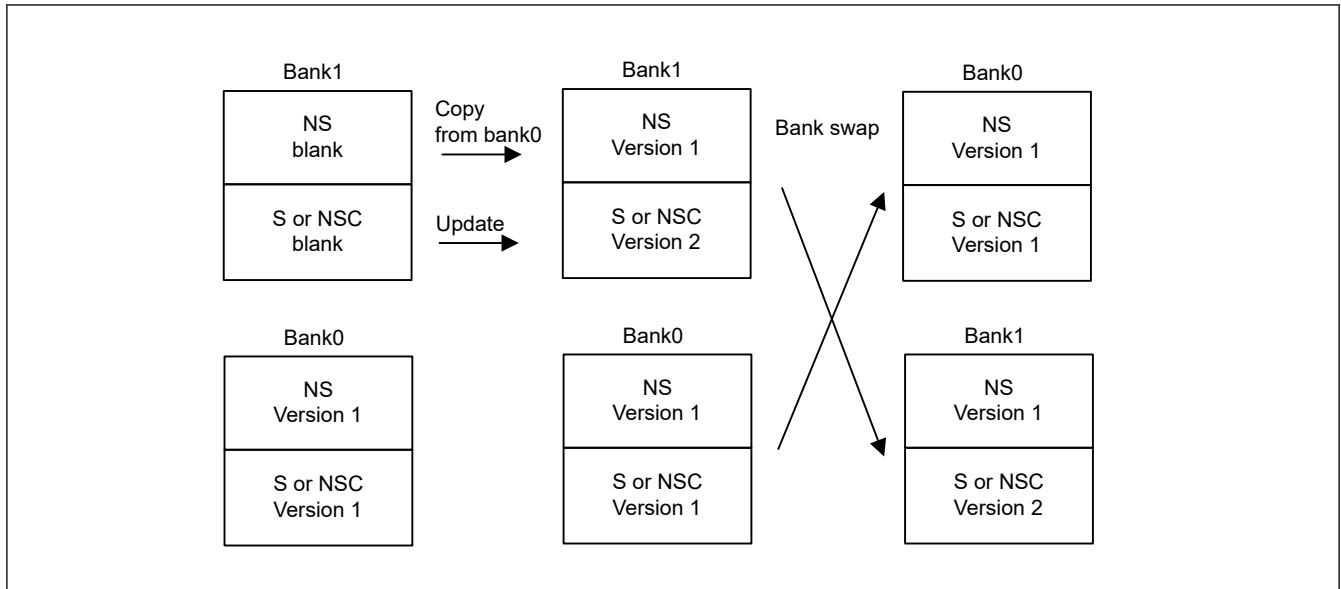 Bank1
NS
blank
S or NSC
blank
Copy
from bank0
Update
Bank1
NS
Version 1
S or NSC
Version 2
Bank swap
Bank0
NS
Version 1
S or NSC
Version 1
Bank0
NS
Version 1
S or NSC
Version 1
Bank0
NS
Version 1
S or NSC
Version 1
Bank1
NS
Version 1
S or NSC
Version 2